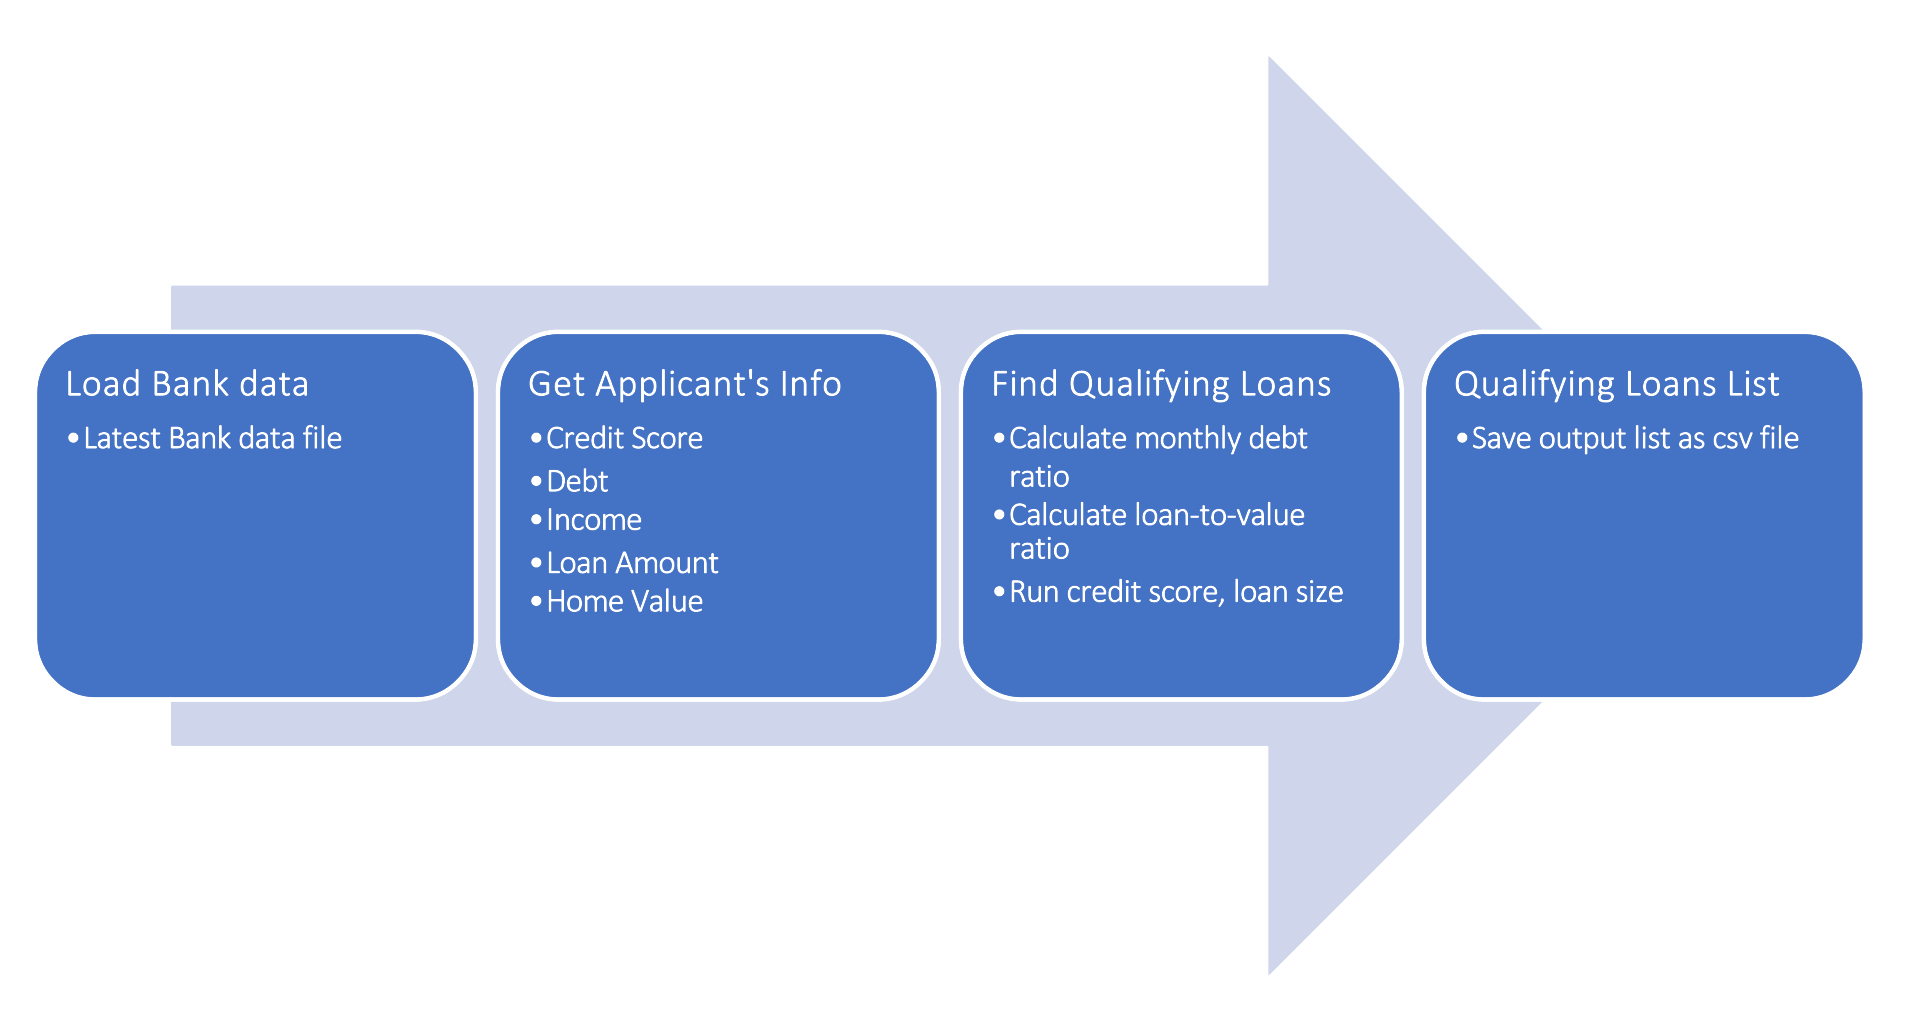 Load Bank data
•Latest Bank data file
Get Applicant's Info
•Credit Score
•Debt
•Income
•Loan Amount
•Home Value
Find Qualifying Loans
•Calculate monthly debt
ratio
•Calculate loan-to-value
ratio
•Run credit score, loan size
Qualifying Loans List
•Save output list as csv file